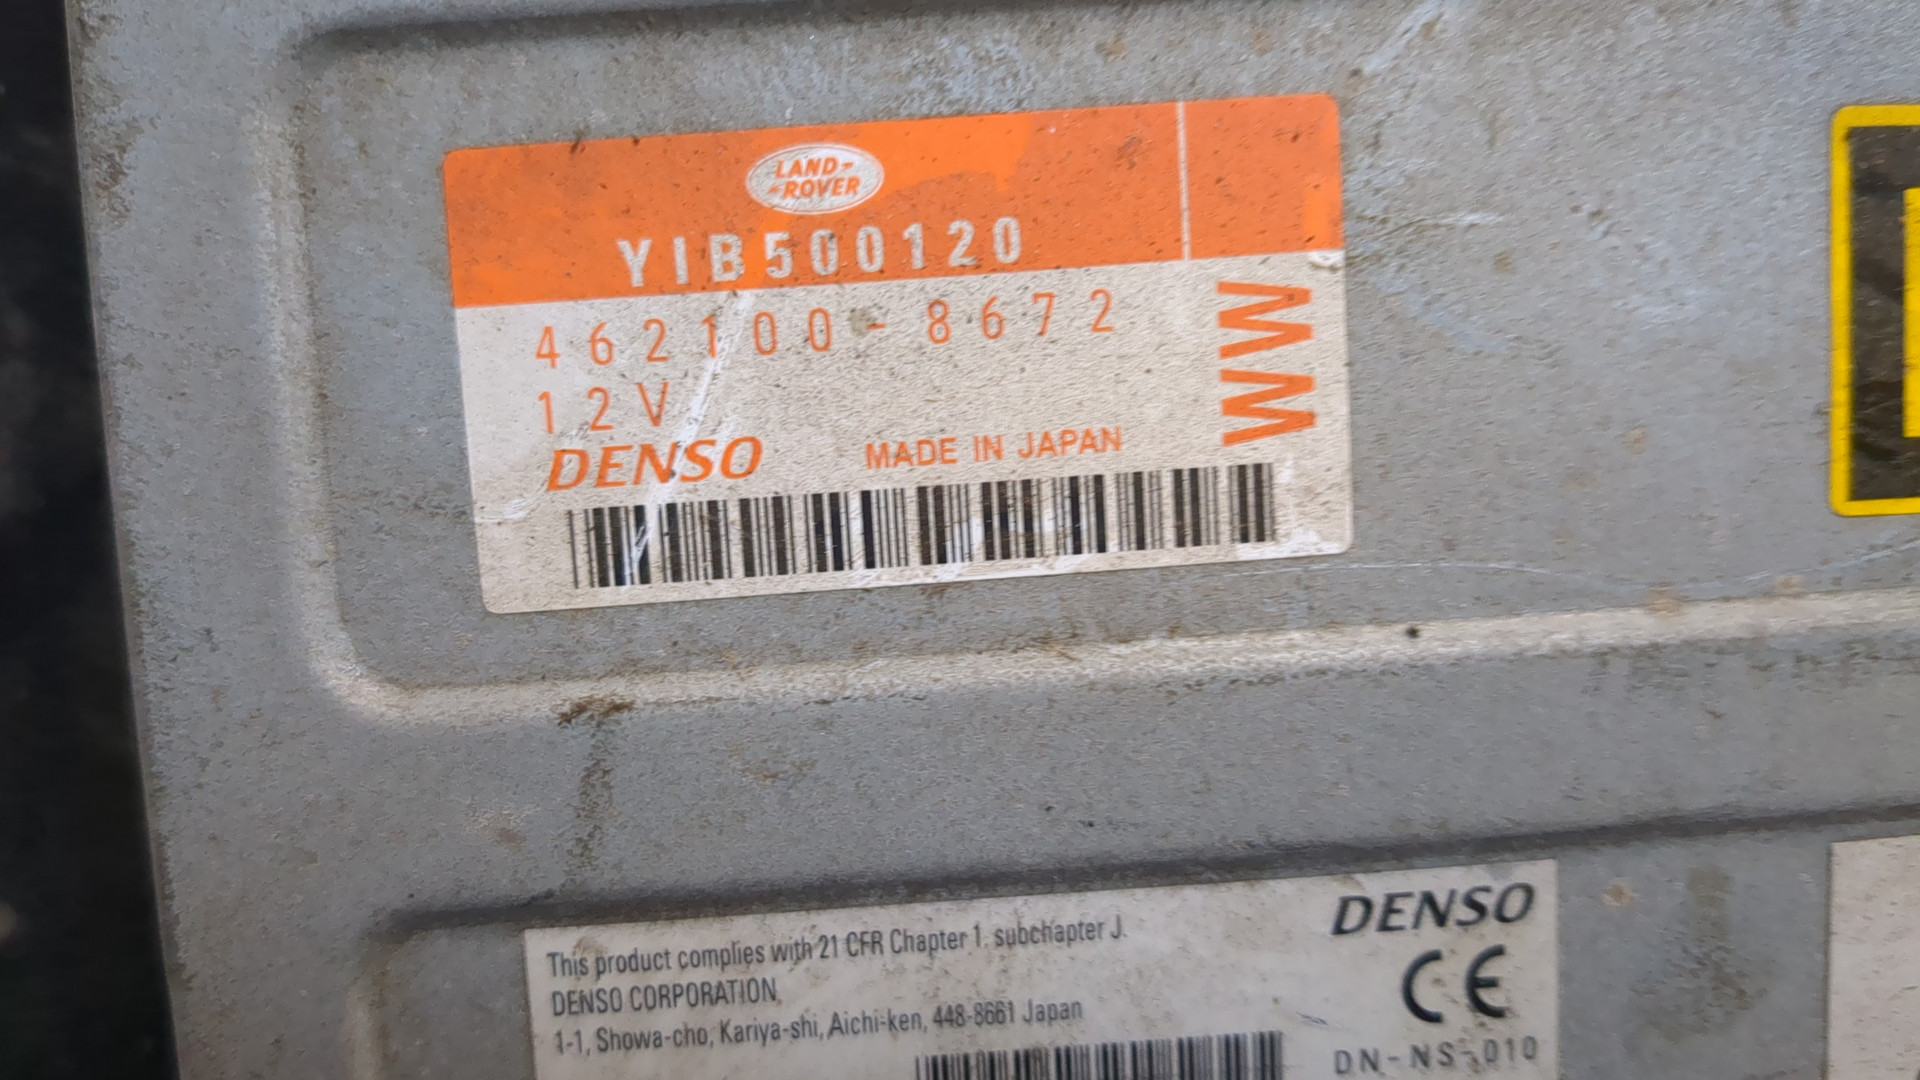 LAND-
-ROVER
YIB500120
462100-8672
12V
WW
DENSO MADE IN JAPAN
This product complies with 21 CFR Chapter 1. subchapter J.
DENSO CORPORATION
1-1, Showa-cho, Kariya-shi, Aichi-ken, 448-8661 Japan
DENSO
CE
DN-NS-010